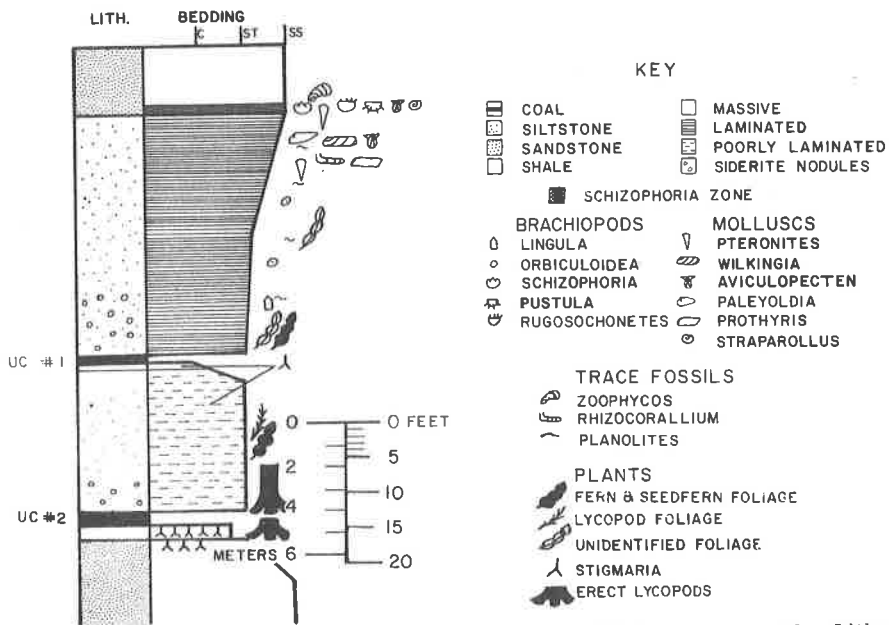 LITH. BEDDING
C ST SS
UC #1
UC #2
0 0 FEET
5
2
10
4
15
METERS 6
20
KEY
COAL MASSIVE
SILTSTONE LAMINATED
SANDSTONE POORLY LAMINATED
SHALE SIDERITE NODULES
SCHIZOPHORIA ZONE
BRACHIOPODS MOLLUSCS
LINGULA PTERONITES
ORBICULOIDEA WILKINGIA
SCHIZOPHORIA AVICULOPECTEN
PUSTULA PALEYOLDIA
RUGOSOCHONETES PROTHYRIS
STRAPAROLLUS
TRACE FOSSILS
ZOOPHYCOS
RHIZOCORALLIUM
PLANOLITES
PLANTS
FERN & SEEDFERN FOLIAGE
LYCOPOD FOLIAGE
UNIDENTIFIED FOLIAGE
STIGMARIA
ERECT LYCOPODS